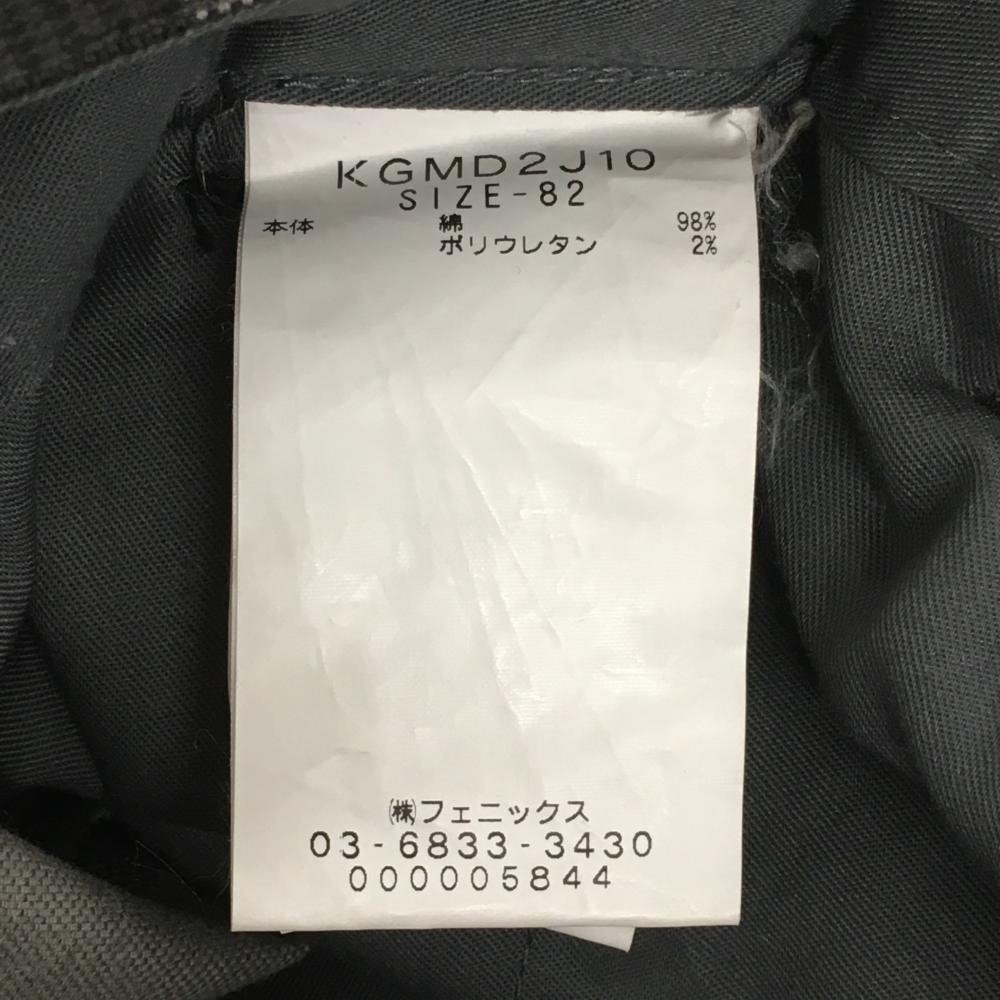 KGMD2J10
SIZE-82
本体 綿 98%
ポリウレタン 2%
㈱フェニックス
03-6833-3430
000005844